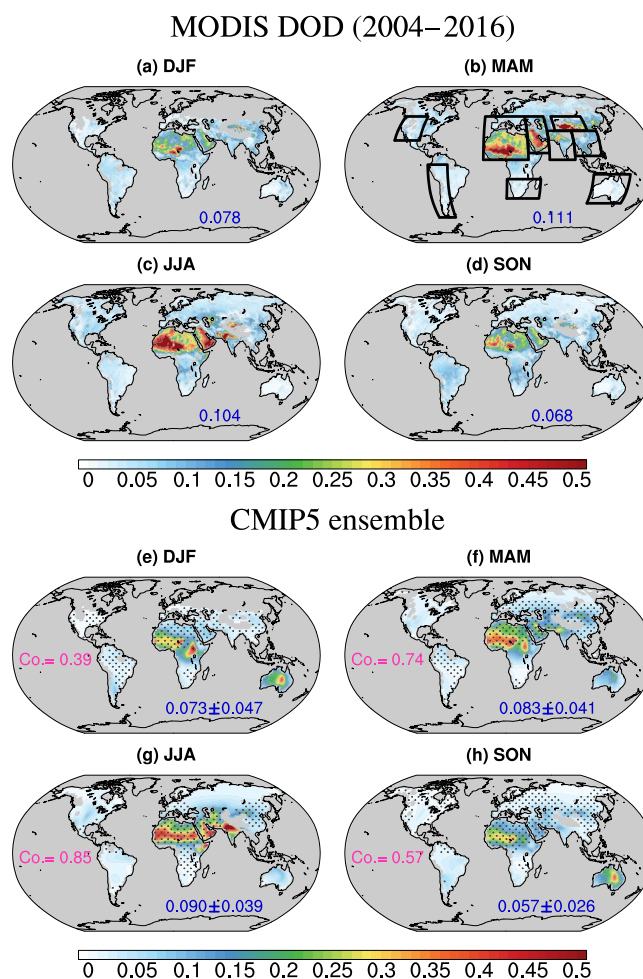 MODIS DOD (2004−2016)
(a) DJF
(b) MAM
0.078
0.111
(c) JJA
(d) SON
0.104
0.068
0 0.05 0.1 0.15 0.2 0.25 0.3 0.35 0.4 0.45 0.5
CMIP5 ensemble
(e) DJF
(f) MAM
Co.= 0.39
Co.= 0.74
0.073±0.047
0.083±0.041
(g) JJA
(h) SON
Co.= 0.85
Co.= 0.57
0.090±0.039
0.057±0.026
0 0.05 0.1 0.15 0.2 0.25 0.3 0.35 0.4 0.45 0.5